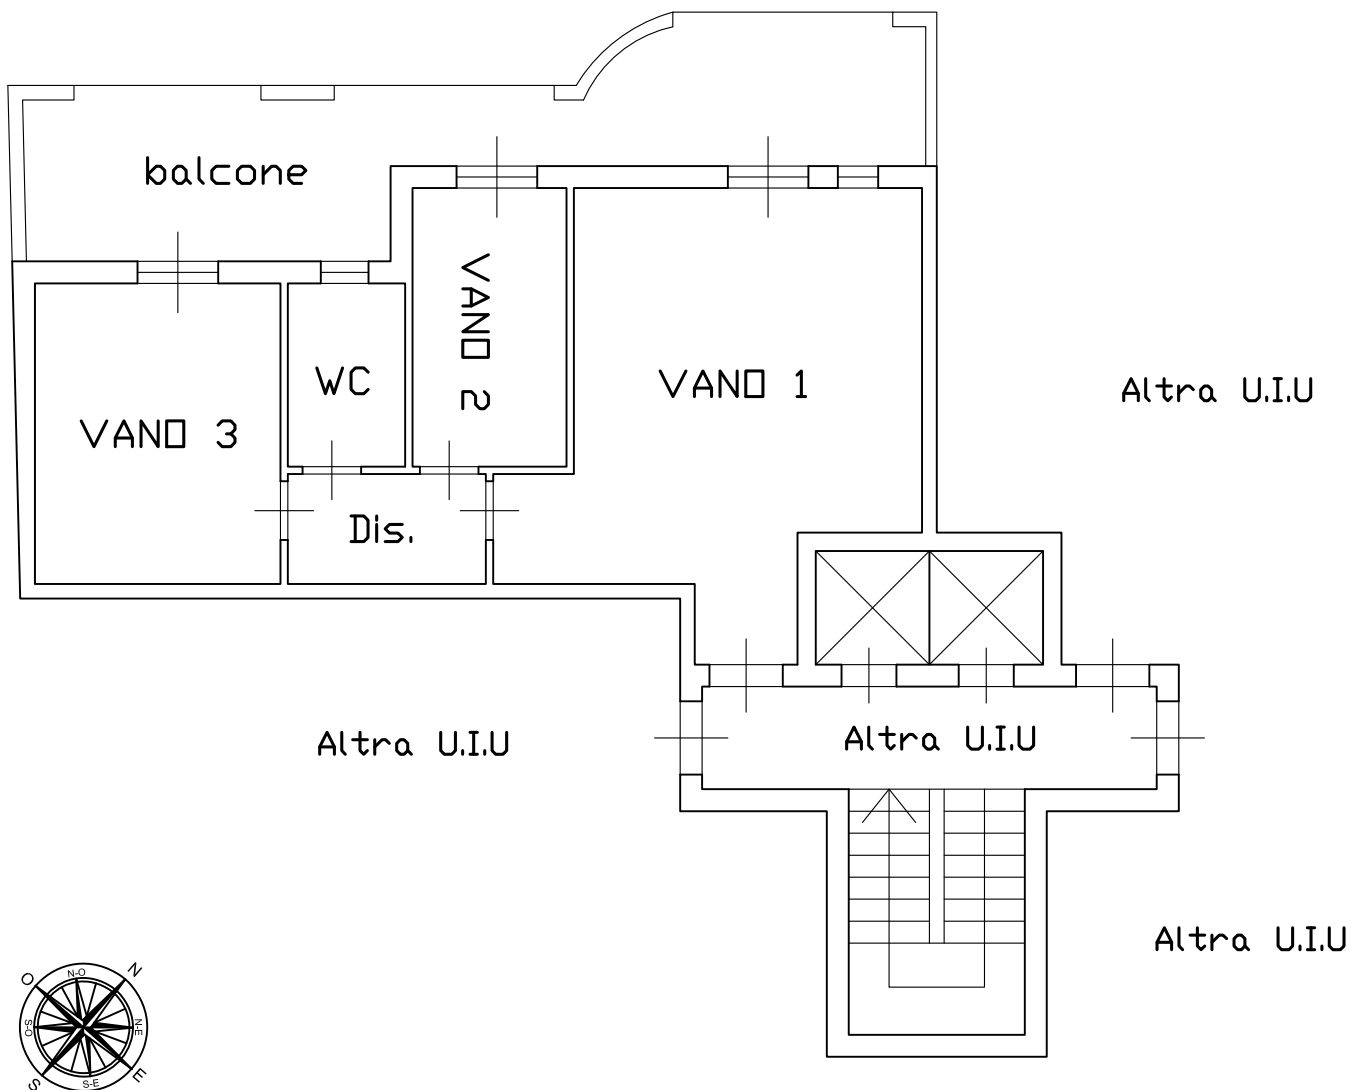 balcone
VANO 2
WC
VANO 1
Altra U.I.U
VANO 3
Dis.
Altra U.I.U
Altra U.I.U
Altra U.I.U
N
O
N-O
N-E
S-O
S-E
S
E